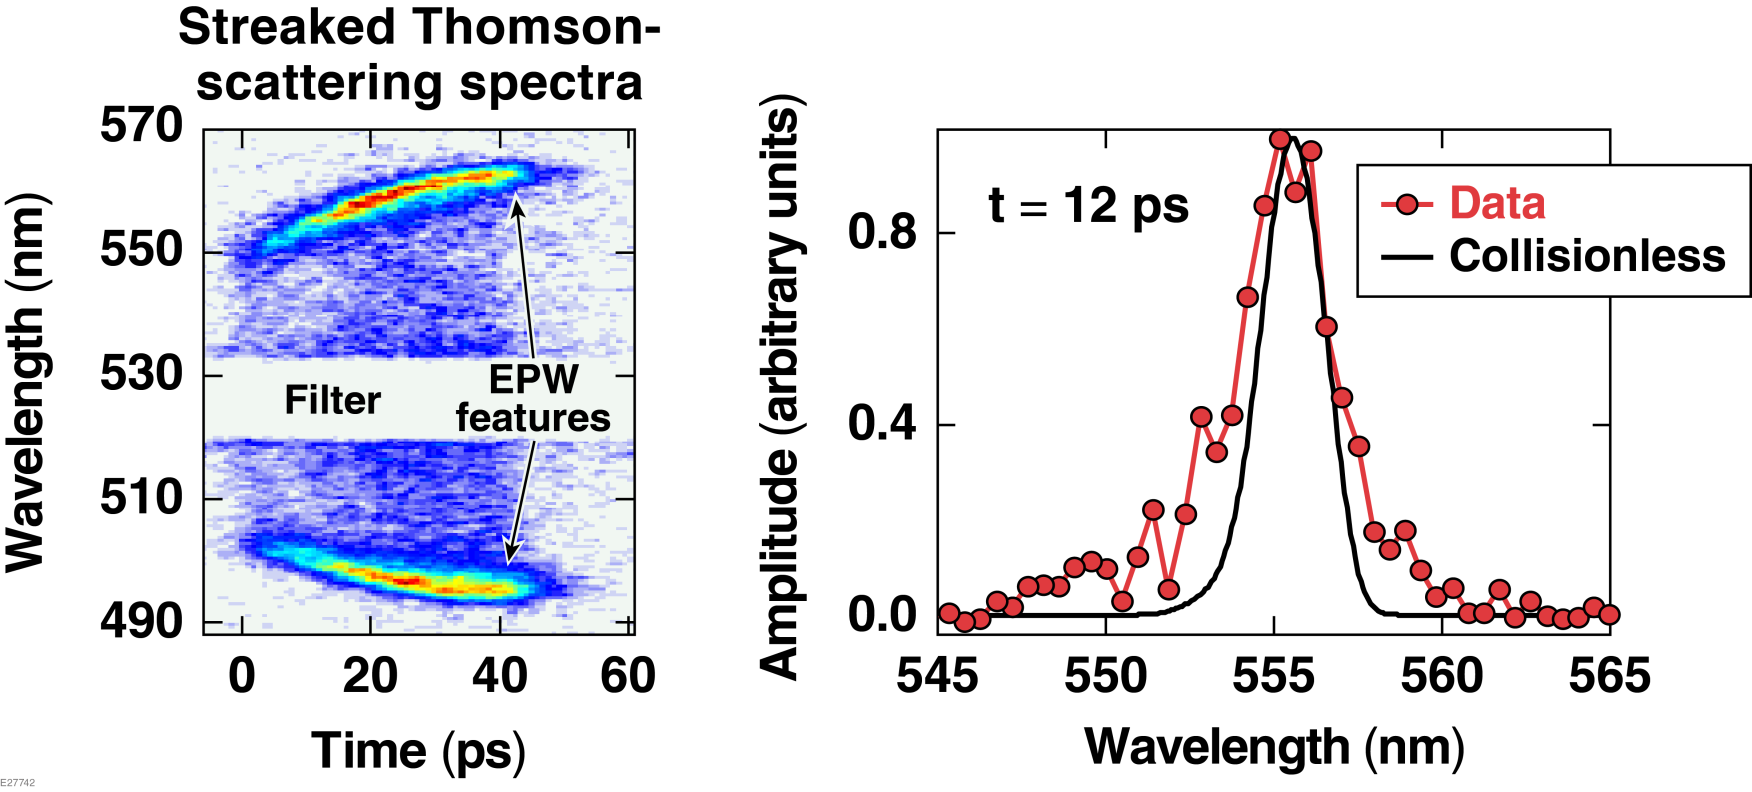 Streaked Thomson-
scattering spectra
570
550
530
510
490
Wavelength (nm)
Filter
EPW
features
0 20 40 60
Time (ps)
E27742
Amplitude (arbitrary units)
0.8
0.4
0.0
t = 12 ps
Data
Collisionless
545 550 555 560 565
Wavelength (nm)